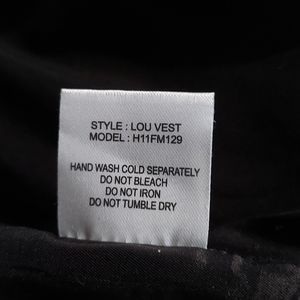 STYLE : LOU VEST
MODEL : H11FM129
HAND WASH COLD SEPARATELY
DO NOT BLEACH
DO NOT IRON
DO NOT TUMBLE DRY